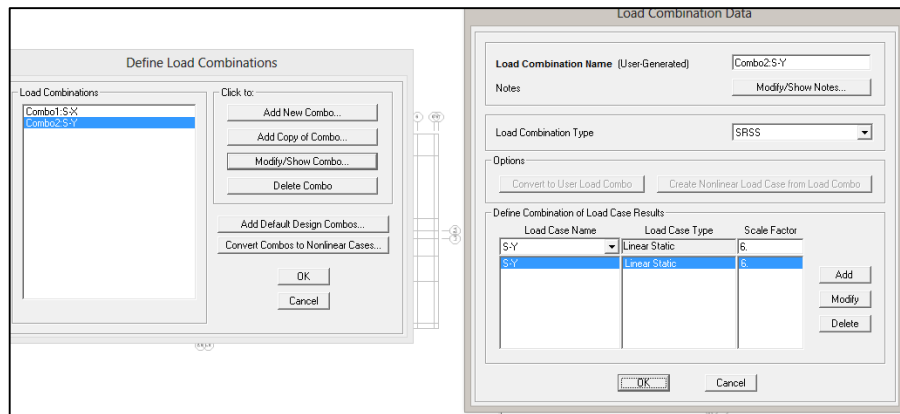 Define Load Combinations
Load Combinations
Combo1:S-X
Combo2:S-Y
Click to:
Add New Combo...
Add Copy of Combo...
Modify/Show Combo...
Delete Combo
Add Default Design Combos...
Convert Combos to Nonlinear Cases...
OK
Cancel
Load Combination Data
Load Combination Name (User-Generated) Combo2:S-Y
Notes Modify/Show Notes...
Load Combination Type SRSS
Options
Convert to User Load Combo Create Nonlinear Load Case from Load Combo
Define Combination of Load Case Results
Load Case Name Load Case Type Scale Factor
S-Y Linear Static 6.
S-Y Linear Static 6.
Add
Modify
Delete
OK Cancel